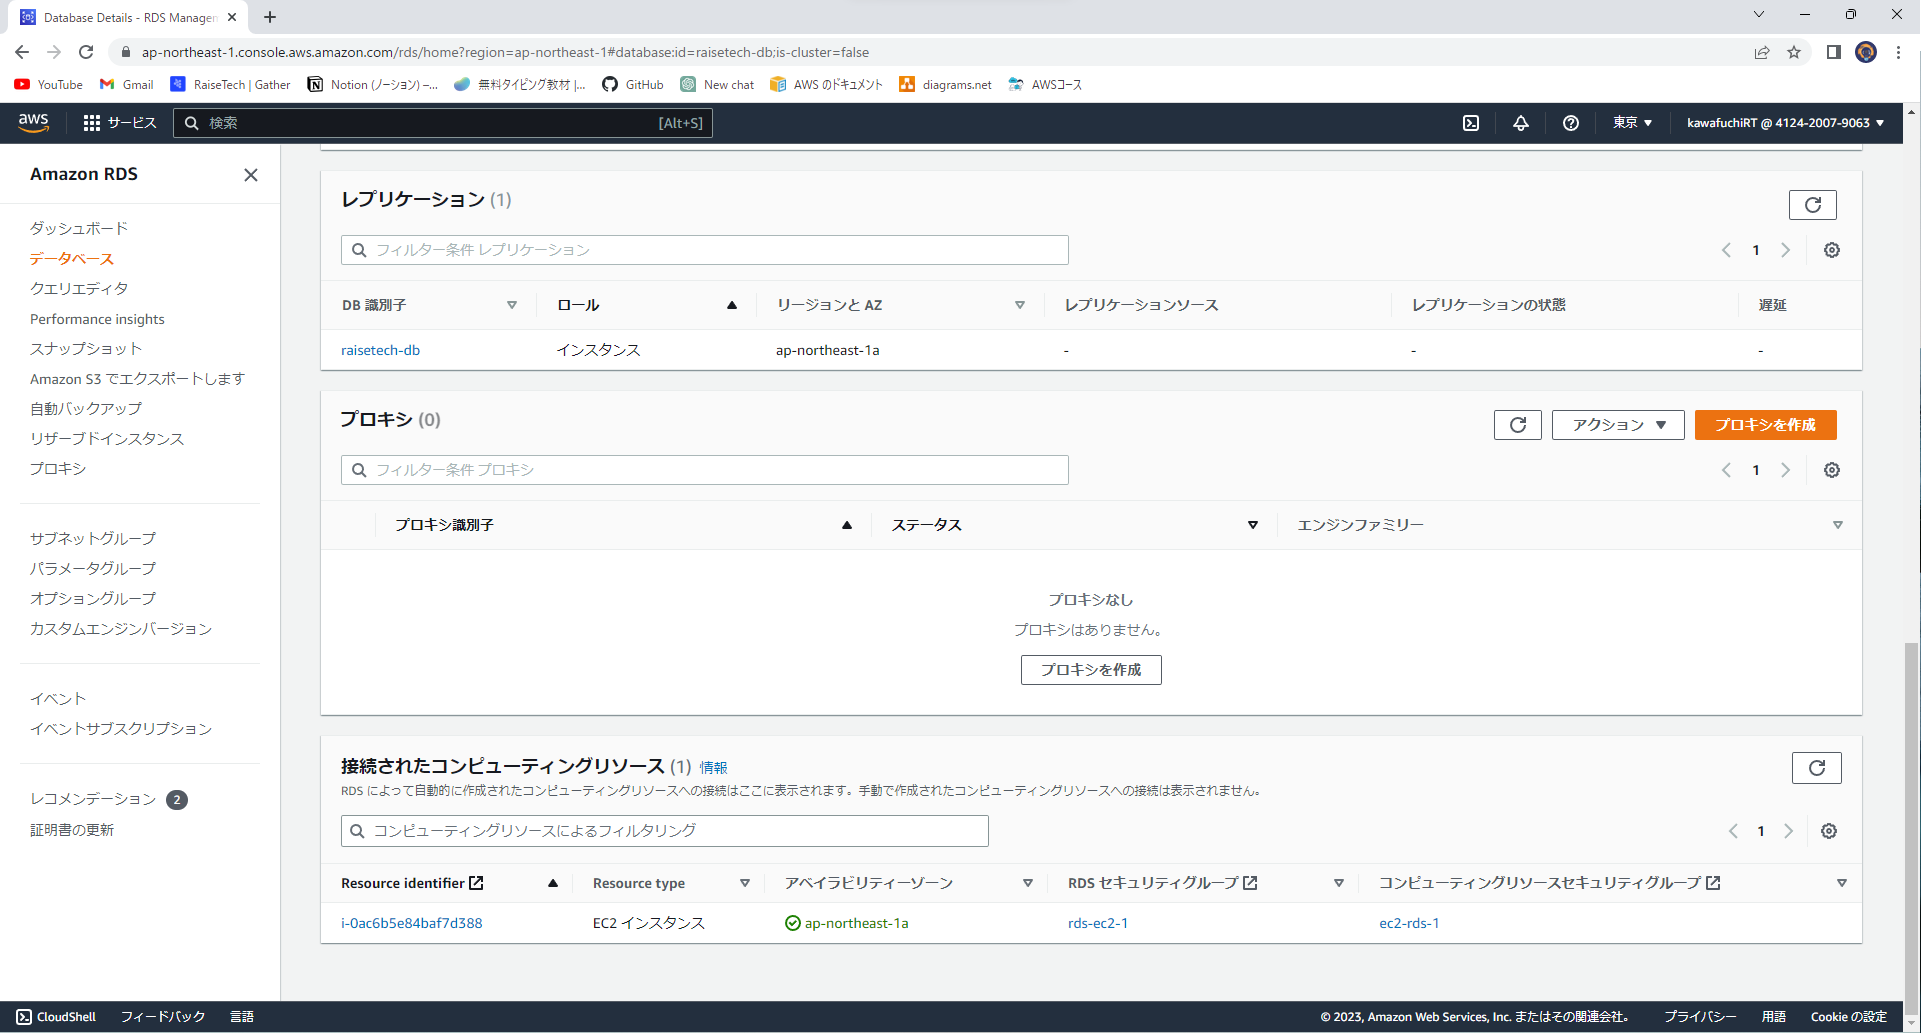 Database Details - RDS Managem
ap-northeast-1.console.aws.amazon.com/rds/home?region=ap-northeast-1#database:id=raisetech-db;is-cluster=false
YouTube Gmail RaiseTech | Gather Notion (ノーション) –... 無料タイピング教材 |... GitHub New chat AWS のドキュメント diagrams.net AWSコース
aws サービス 検索 [Alt+S] 東京 ▼ kawafuchiRT @ 4124-2007-9063 ▼
Amazon RDS
ダッシュボード
データベース
クエリエディタ
Performance insights
スナップショット
Amazon S3 でエクスポートします
自動バックアップ
リザーブドインスタンス
プロキシ
サブネットグループ
パラメータグループ
オプショングループ
カスタムエンジンバージョン
イベント
イベントサブスクリプション
レコメンデーション 2
証明書の更新
レプリケーション (1)
フィルター条件 レプリケーション
1
DB 識別子 ロール リージョンと AZ レプリケーションソース レプリケーションの状態 遅延
raisetech-db インスタンス ap-northeast-1a - - -
プロキシ (0)
アクション ▼ プロキシを作成
フィルター条件 プロキシ
1
プロキシ識別子 ステータス エンジンファミリー
プロキシなし
プロキシはありません。
プロキシを作成
接続されたコンピューティングリソース (1) 情報
RDS によって自動的に作成されたコンピューティングリソースへの接続はここに表示されます。手動で作成されたコンピューティングリソースへの接続は表示されません。
コンピューティングリソースによるフィルタリング
1
Resource identifier Resource type アベイラビリティーゾーン RDS セキュリティグループ コンピューティングリソースセキュリティグループ
i-0ac6b5e84baf7d388 EC2 インスタンス ap-northeast-1a rds-ec2-1 ec2-rds-1
CloudShell フィードバック 言語 © 2023, Amazon Web Services, Inc. またはその関連会社。 プライバシー 用語 Cookie の設定